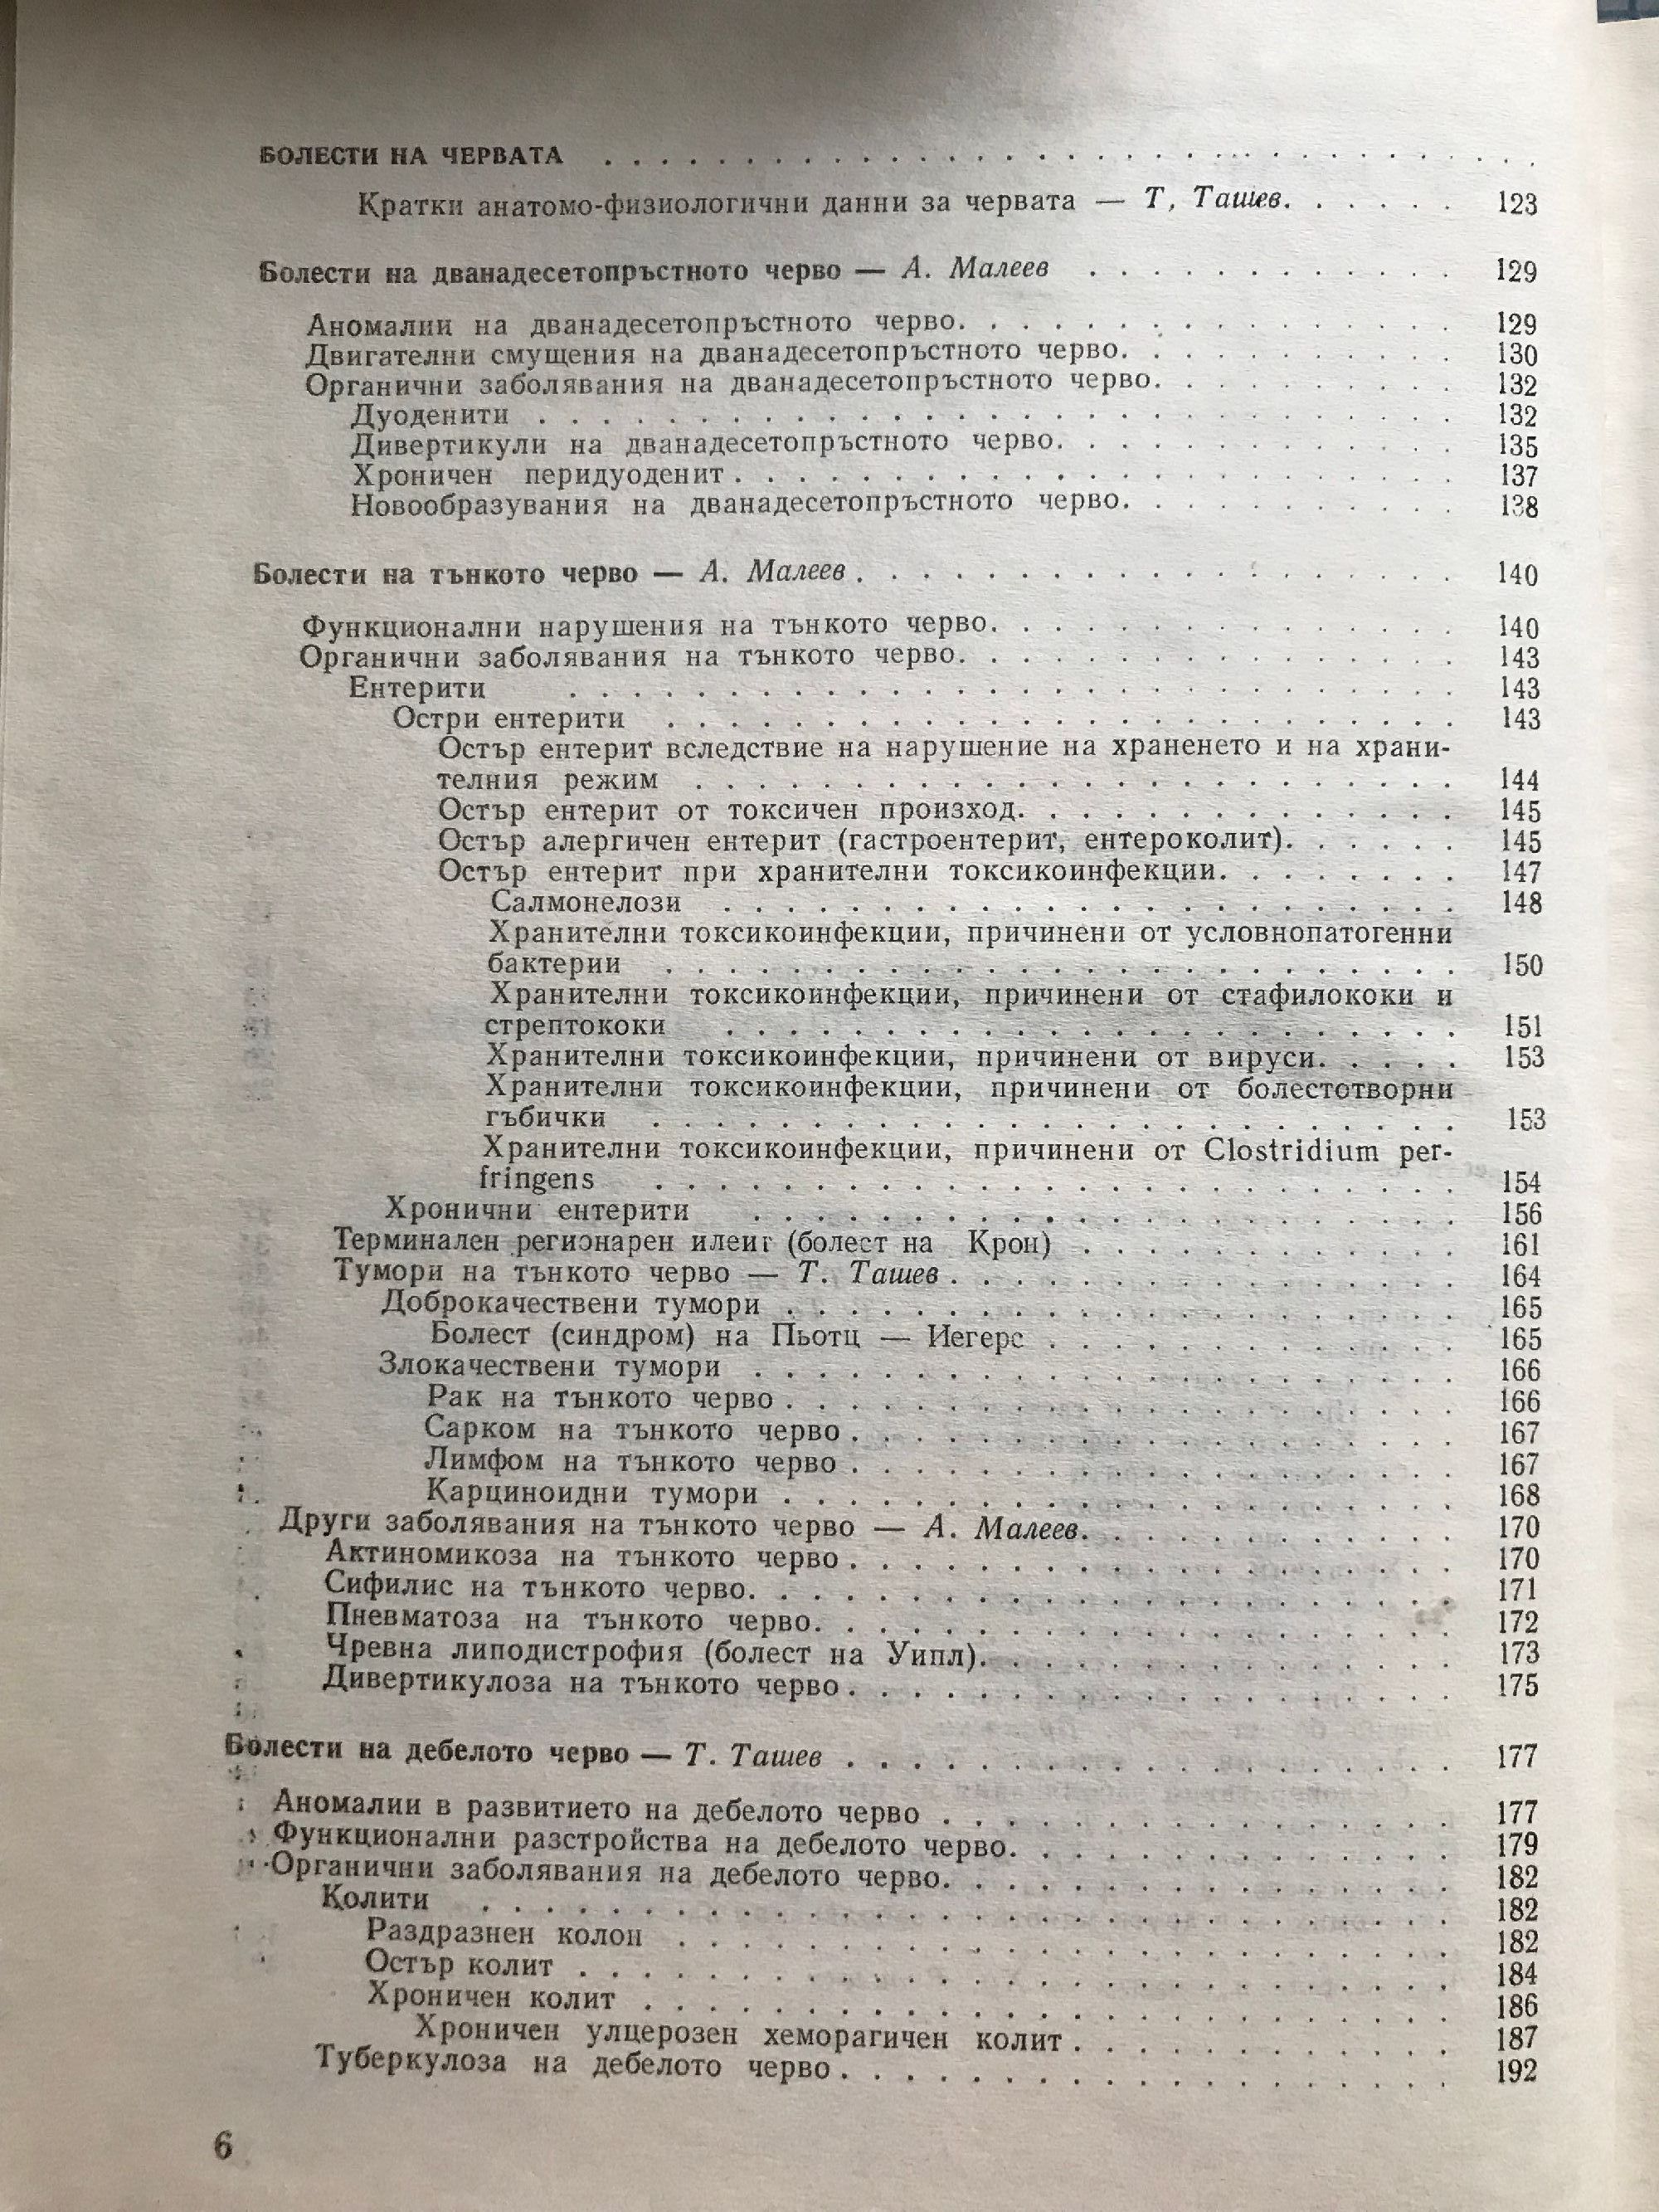 БОЛЕСТИ НА ЧЕРВАТА . . . . . . . . . . . . . . . . . . . . . . . . . . .
Кратки анатомо-физиологични данни за червата — Т, Ташев. . . . . . . 123
Болести на дванадесетопръстното черво — А. Малеев . . . . . . . . . . . 129
Аномалии на дванадесетопръстното черво. . . . . . . . . . . . . . . 129
Двигателни смущения на дванадесетопръстното черво. . . . . . . . . . . 130
Органични заболявания на дванадесетопръстното черво. . . . . . . . . . 132
Дуоденити . . . . . . . . . . . . . . . . . . . . . . . . 132
Дивертикули на дванадесетопръстното черво. . . . . . . . . . . . 135
Хроничен перидуоденит . . . . . . . . . . . . . . . . . . . 137
Новообразувания на дванадесетопръстното черво. . . . . . . . . . . 138
Болести на тънкото черво — А. Малеев . . . . . . . . . . . . . . . . . 140
Функционални нарушения на тънкото черво. . . . . . . . . . . . . . 140
Органични заболявания на тънкото черво. . . . . . . . . . . . . . . 143
Ентерити . . . . . . . . . . . . . . . . . . . . . . . 143
Остри ентерити . . . . . . . . . . . . . . . . . . . . 143
Остър ентерит вследствие на нарушение на храненето и на храни-
телния режим . . . . . . . . . . . . . . . . . . . 144
Остър ентерит от токсичен произход. . . . . . . . . . . . . 145
Остър алергичен ентерит (гастроентерит, ентероколит). . . . . . 145
Остър ентерит при хранителни токсикоинфекции. . . . . . . . 147
Салмонелози . . . . . . . . . . . . . . . . . . 148
Хранителни токсикоинфекции, причинени от условнопатогенни
бактерии . . . . . . . . . . . . . . . . . . . . 150
Хранителни токсикоинфекции, причинени от стафилококи и
стрептококи . . . . . . . . . . . . . . . . . . 151
Хранителни токсикоинфекции, причинени от вируси. . . . . 153
Хранителни токсикоинфекции, причинени от болестотворни
гъбички . . . . . . . . . . . . . . . . . . . . 153
Хранителни токсикоинфекции, причинени от Clostridium per-
fringens . . . . . . . . . . . . . . . . . . . . 154
Хронични ентерити . . . . . . . . . . . . . . . . . . 156
Терминален регионарен илеит (болест на Крон) . . . . . . . . . . 161
Тумори на тънкото черво — Т. Ташев . . . . . . . . . . . . . . 164
Доброкачествени тумори . . . . . . . . . . . . . . . . . 165
Болест (синдром) на Пьотц — Иегерс . . . . . . . . . . . 165
Злокачествени тумори . . . . . . . . . . . . . . . . . . 166
Рак на тънкото черво . . . . . . . . . . . . . . . . . 166
Сарком на тънкото черво . . . . . . . . . . . . . . . . 167
Лимфом на тънкото черво . . . . . . . . . . . . . . . . 167
Карциноидни тумори . . . . . . . . . . . . . . . . . 168
Други заболявания на тънкото черво — А. Малеев. . . . . . . . . . . 170
Актиномикоза на тънкото черво . . . . . . . . . . . . . . . . 170
Сифилис на тънкото черво. . . . . . . . . . . . . . . . . . . 171
Пневматоза на тънкото черво. . . . . . . . . . . . . . . . . 172
Чревна липодистрофия (болест на Уипл). . . . . . . . . . . . . 173
Дивертикулоза на тънкото черво . . . . . . . . . . . . . . . . 175
Болести на дебелото черво — Т. Ташев . . . . . . . . . . . . . . . . 177
Аномалии в развитието на дебелото черво . . . . . . . . . . . . . 177
Функционални разстройства на дебелото черво. . . . . . . . . . . . 179
Органични заболявания на дебелото черво. . . . . . . . . . . . . . 182
Колити . . . . . . . . . . . . . . . . . . . . . . . . . 182
Раздразнен колон . . . . . . . . . . . . . . . . . . . 182
Остър колит . . . . . . . . . . . . . . . . . . . . . . 184
Хроничен колит . . . . . . . . . . . . . . . . . . . . 186
Хроничен улцерозен хеморагичен колит . . . . . . . . . . 187
Туберкулоза на дебелото черво . . . . . . . . . . . . . . . . 192
6